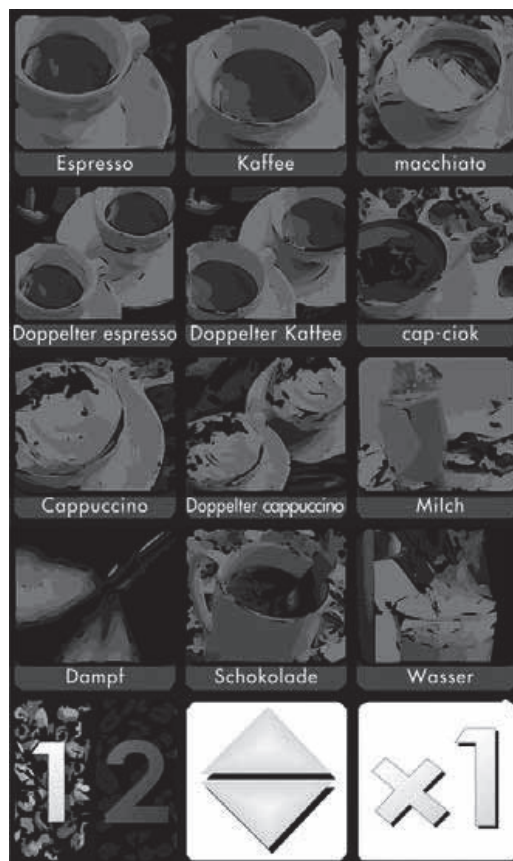 Espresso Kaffee macchiato
Doppelter espresso Doppelter Kaffee cap-ciok
Cappuccino Doppelter cappuccino Milch
Dampf Schokolade Wasser
1 2 x1